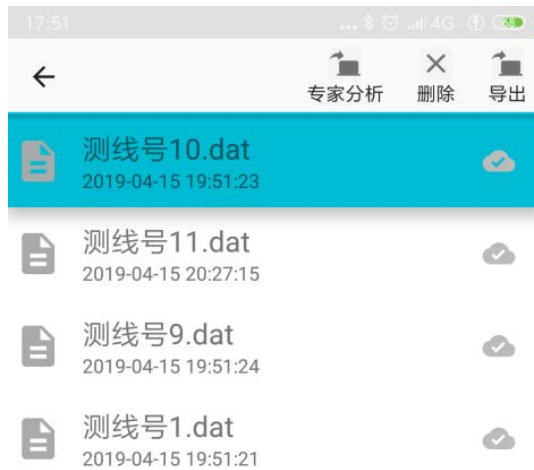 17:51 ... 4G 68
专家分析 删除 导出
测线号10.dat
2019-04-15 19:51:23
测线号11.dat
2019-04-15 20:27:15
测线号9.dat
2019-04-15 19:51:24
测线号1.dat
2019-04-15 19:51:21